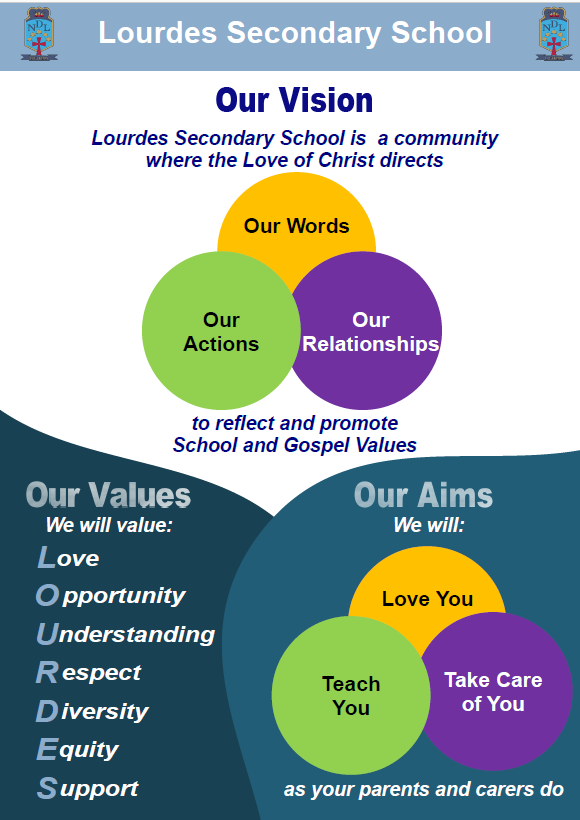 NDL
Lourdes Secondary School
NDL
Our Vision
Lourdes Secondary School is a community
where the Love of Christ directs
Our Words
Our
Actions
Our
Relationships
to reflect and promote
School and Gospel Values
Our Values
We will value:
Love
Opportunity
Understanding
Respect
Diversity
Equity
Support
Our Aims
We will:
Love You
Teach
You
Take Care
of You
as your parents and carers do